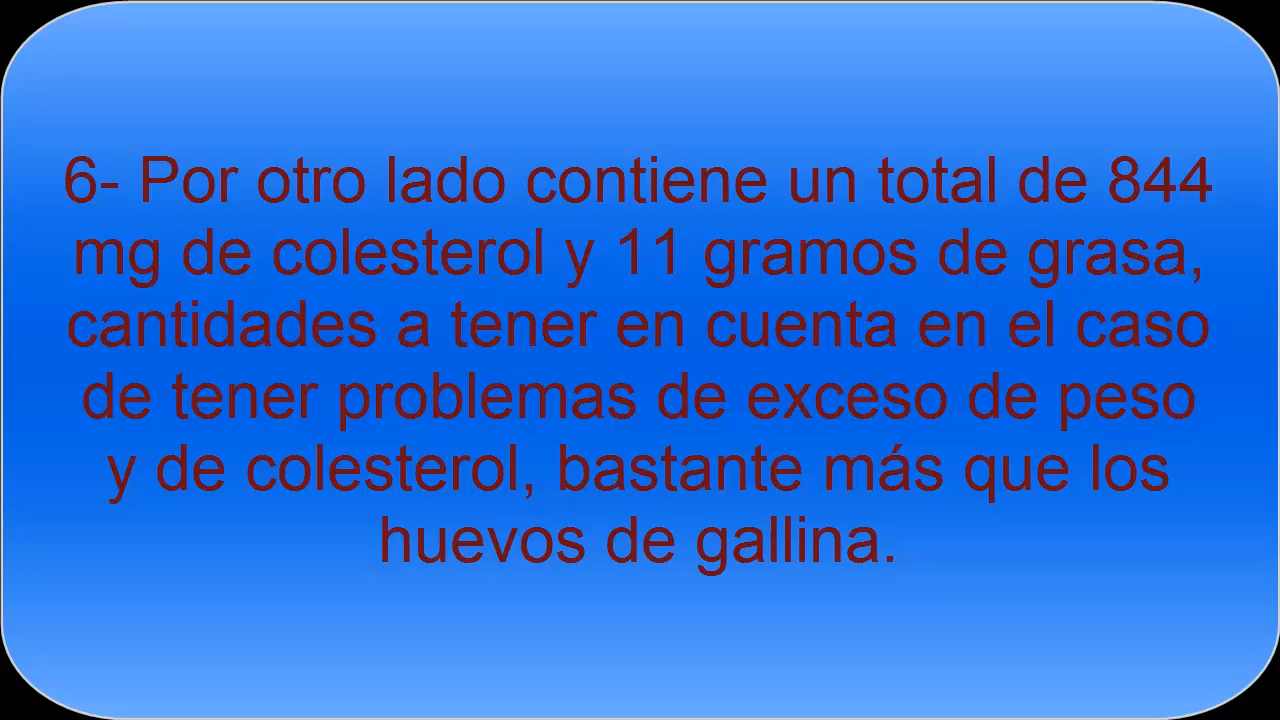 6- Por otro lado contiene un total de 844
mg de colesterol y 11 gramos de grasa,
cantidades a tener en cuenta en el caso
de tener problemas de exceso de peso
y de colesterol, bastante más que los
huevos de gallina.